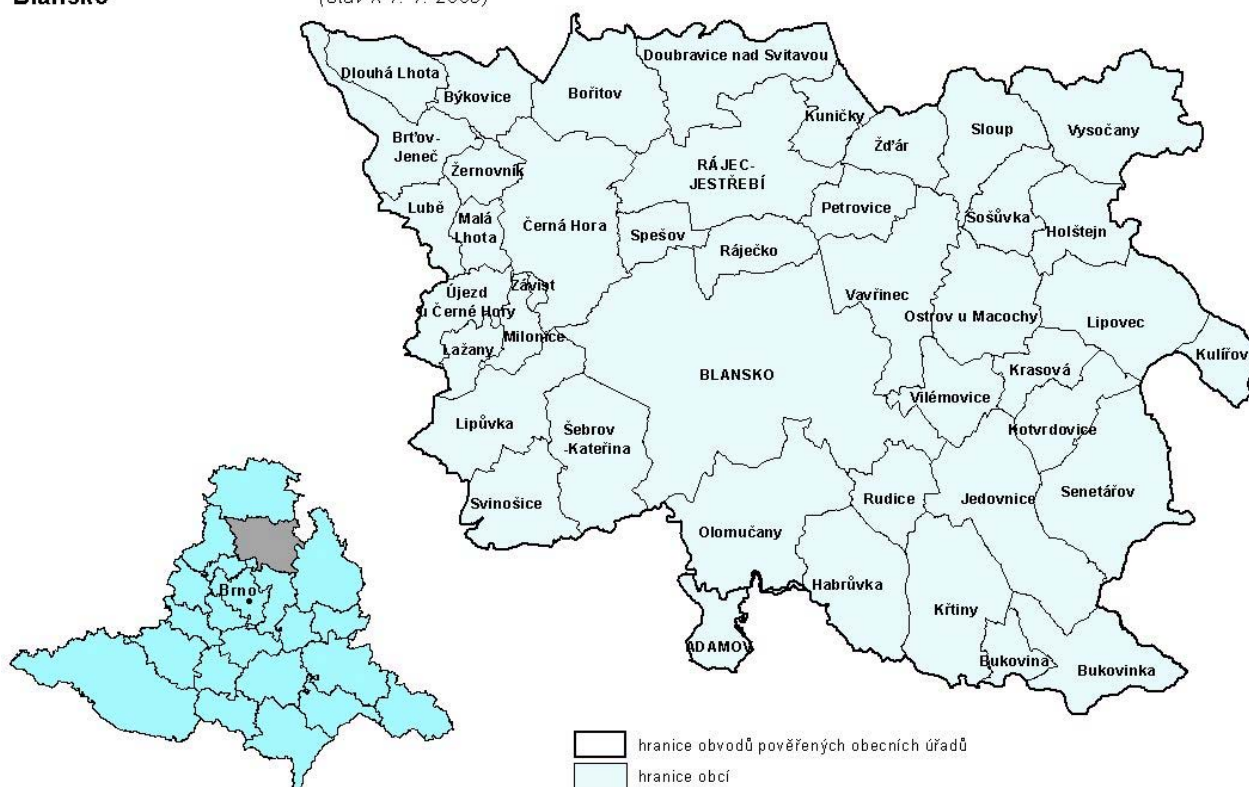 Blansko
Doubravice nad Svitavou
Dlouhá Lhota
Býkovice
Bořitov
Kuničky
Sloup
Vysočany
Brťov-
Jeneč
Žďár
Žernovník
RÁJEC-
JESTŘEBÍ
Lubě
Malá
Lhota
Černá Hora
Petrovice
Šošůvka
Holštejn
Spešov
Ráječko
Závist
Újezd
u Černé Hory
Vavřinec
Ostrov u Macochy
Lipovec
Lažany
Milonice
Kulířov
BLANSKO
Krasová
Vilémovice
Lipůvka
Šebrov
-Kateřina
Kotvrdovice
Svinošice
Rudice
Jedovnice
Senetářov
Olomučany
Habrůvka
Křtiny
Brno
ADAMOV
Bukovina
Bukovinka
hranice obvodů pověřených obecních úřadů
hranice obcí